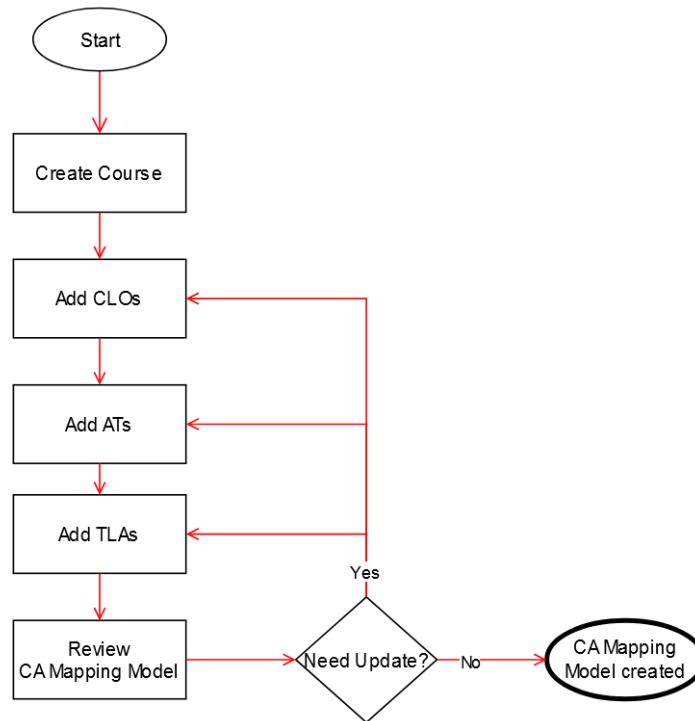 Start
Create Course
Add CLOs
Add ATs
Add TLAs
Yes
Review
CA Mapping Model
Need Update?
No
CA Mapping
Model created